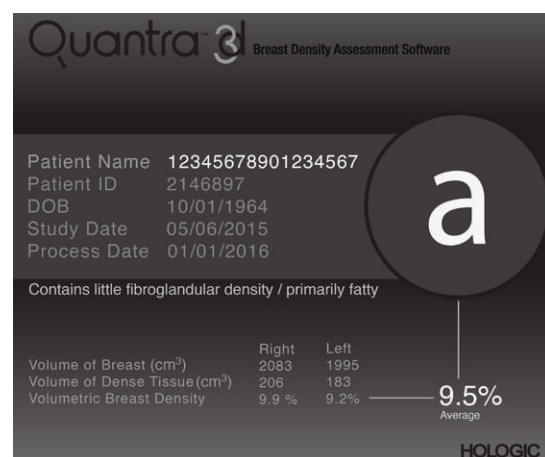 Quantra™ 3d Breast Density Assessment Software
Patient Name 12345678901234567
Patient ID 2146897
DOB 10/01/1964
Study Date 05/06/2015
Process Date 01/01/2016
a
Contains little fibroglandular density / primarily fatty
Right Left
Volume of Breast (cm³) 2083 1995
Volume of Dense Tissue (cm³) 206 183
Volumetric Breast Density 9.9 % 9.2% 9.5%
Average
HOLOGIC